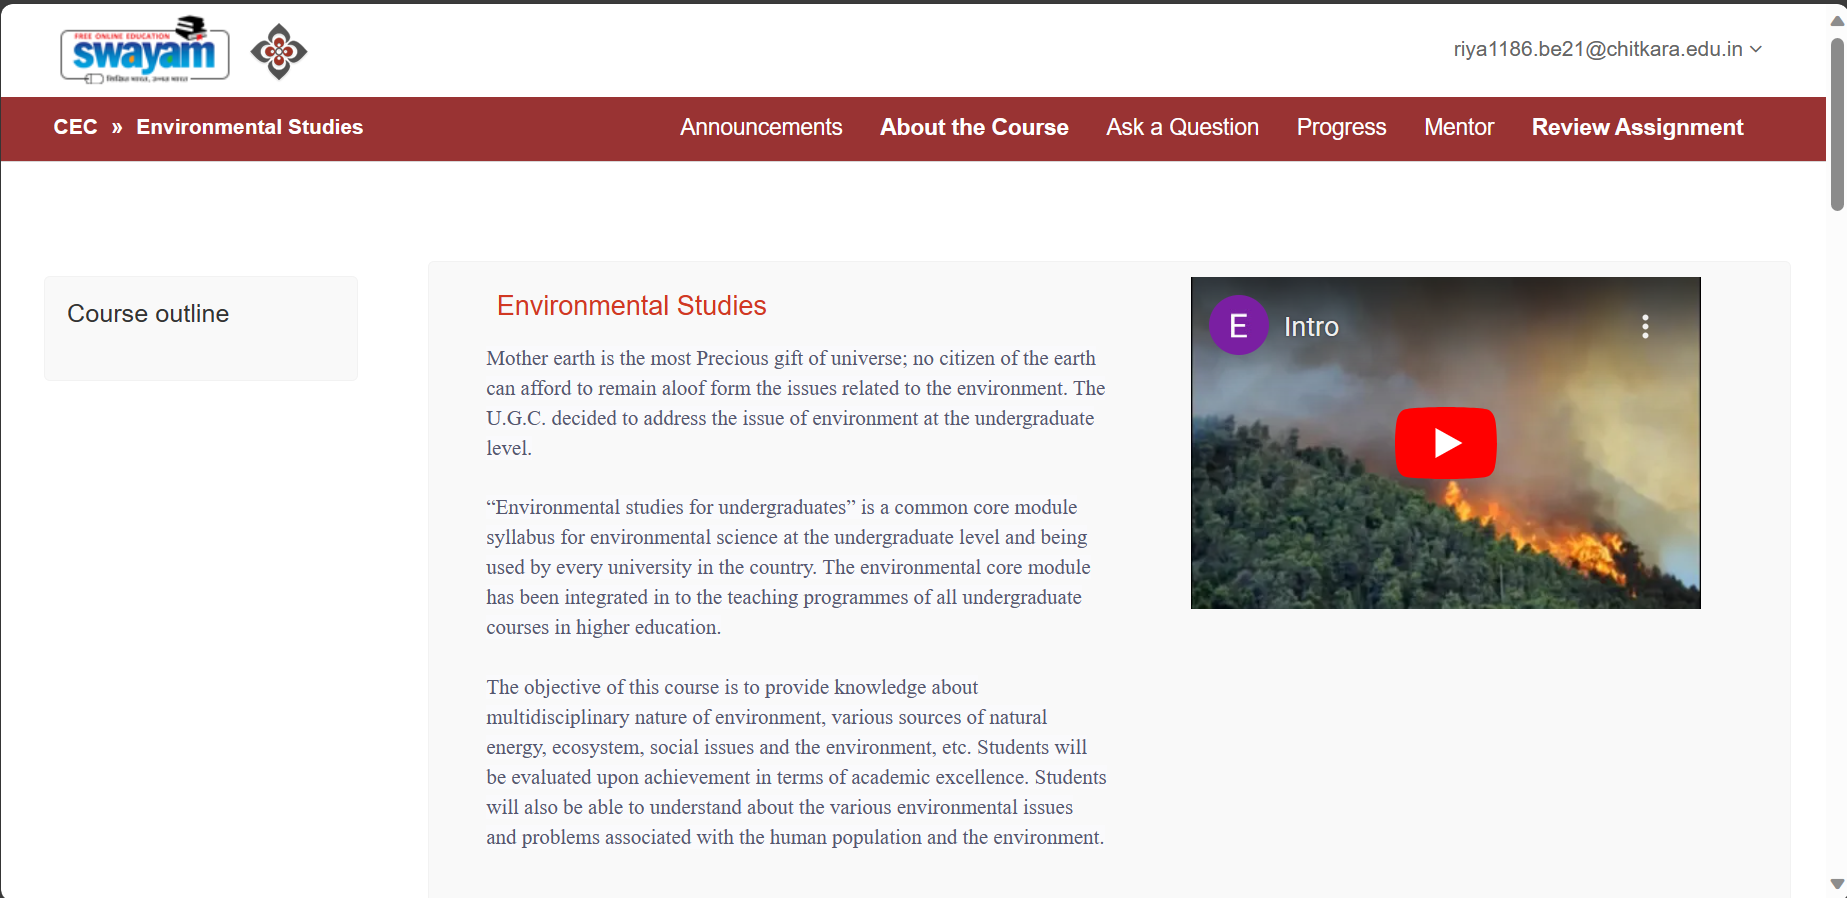 FREE ONLINE EDUCATION
swayam
शिक्षित भारत, उन्नत भारत
riya1186.be21@chitkara.edu.in
CEC » Environmental Studies
Announcements
About the Course
Ask a Question
Progress
Mentor
Review Assignment
Course outline
Environmental Studies
Mother earth is the most Precious gift of universe; no citizen of the earth
can afford to remain aloof form the issues related to the environment. The
U.G.C. decided to address the issue of environment at the undergraduate
level.
“Environmental studies for undergraduates” is a common core module
syllabus for environmental science at the undergraduate level and being
used by every university in the country. The environmental core module
has been integrated in to the teaching programmes of all undergraduate
courses in higher education.
The objective of this course is to provide knowledge about
multidisciplinary nature of environment, various sources of natural
energy, ecosystem, social issues and the environment, etc. Students will
be evaluated upon achievement in terms of academic excellence. Students
will also be able to understand about the various environmental issues
and problems associated with the human population and the environment.
E Intro